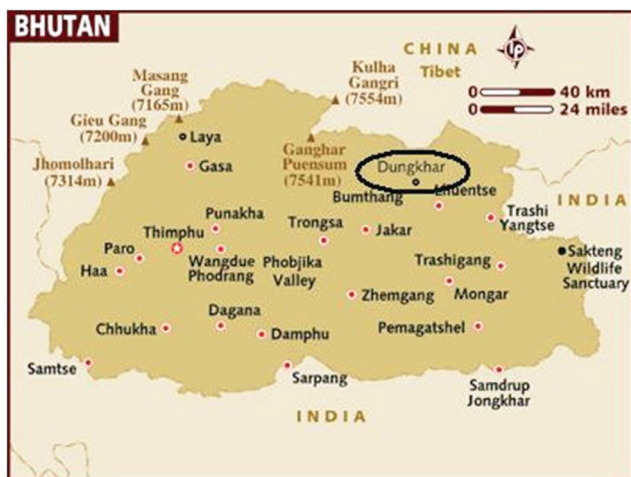 BHUTAN
CHINA
Tibet
LP
0 40 km
0 24 miles
Masang
Gang
(7165m)
Kulha
Gangri
(7554m)
Gieu Gang
(7200m)
Laya
Ganghar
Puensum
(7541m)
Jhomolhari
(7314m)
Gasa
Dungkhar
Bumthang
Lhuentse
INDIA
Punakha
Thimphu
Trongsa
Jakar
Trashi
Yangtse
Paro
Haa
Wangdue
Phodrang
Phobjika
Valley
Trashigang
Sakteng
Wildlife
Sanctuary
Zhemgang
Mongar
Chhukha
Dagana
Damphu
Pemagatshel
Samtse
Sarpang
Samdrup
Jongkhar
INDIA